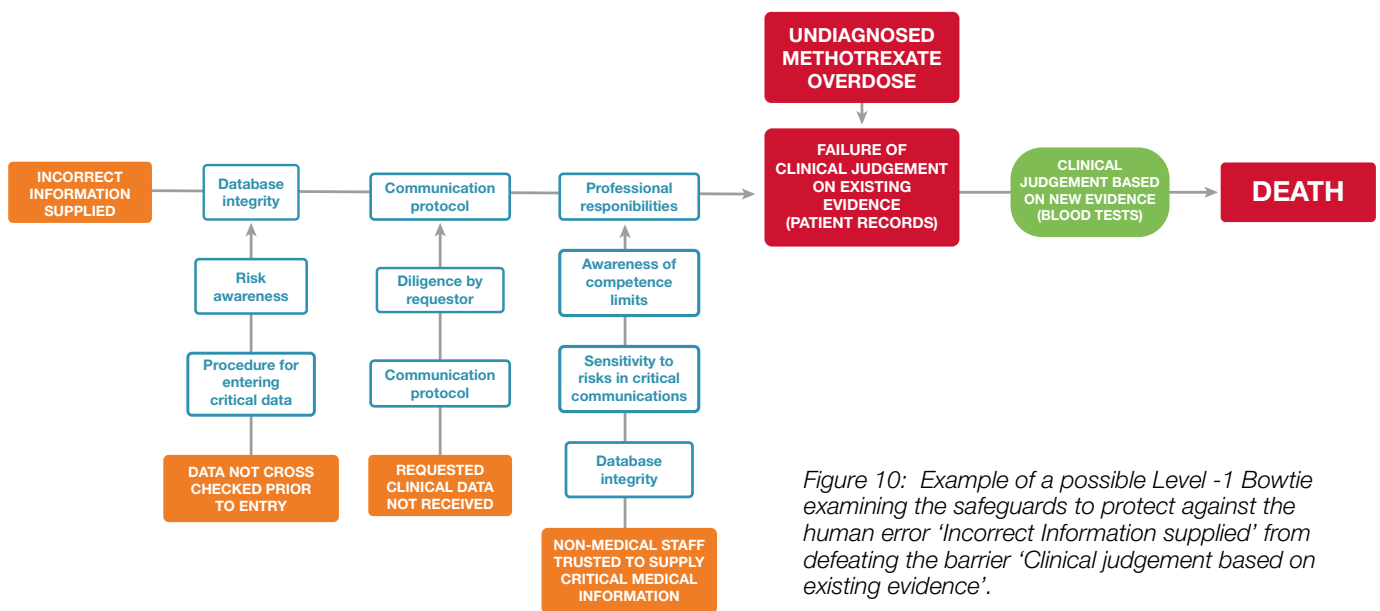 UNDIAGNOSED
METHOTREXATE
OVERDOSE
INCORRECT
INFORMATION
SUPPLIED
Database
integrity
Communication
protocol
Professional
responibilities
FAILURE OF
CLINICAL JUDGEMENT
ON EXISTING
EVIDENCE
(PATIENT RECORDS)
CLINICAL
JUDGEMENT BASED
ON NEW EVIDENCE
(BLOOD TESTS)
DEATH
Risk
awareness
Procedure for
entering
critical data
DATA NOT CROSS
CHECKED PRIOR
TO ENTRY
Diligence by
requestor
Communication
protocol
REQUESTED
CLINICAL DATA
NOT RECEIVED
Awareness of
competence
limits
Sensitivity to
risks in critical
communications
Database
integrity
NON-MEDICAL STAFF
TRUSTED TO SUPPLY
CRITICAL MEDICAL
INFORMATION
Figure 10: Example of a possible Level -1 Bowtie
examining the safeguards to protect against the
human error ‘Incorrect Information supplied’ from
defeating the barrier ‘Clinical judgement based on
existing evidence’.